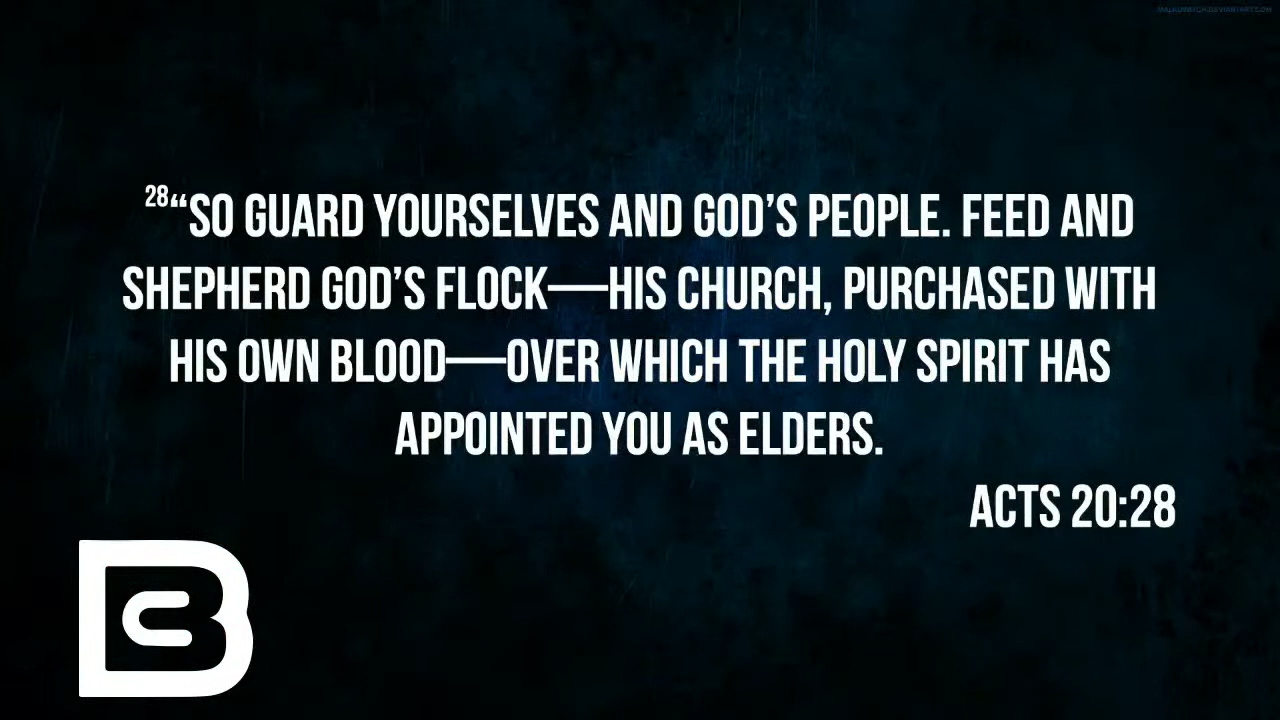 28“SO GUARD YOURSELVES AND GOD’S PEOPLE. FEED AND
SHEPHERD GOD’S FLOCK—HIS CHURCH, PURCHASED WITH
HIS OWN BLOOD—OVER WHICH THE HOLY SPIRIT HAS
APPOINTED YOU AS ELDERS.
ACTS 20:28
BC